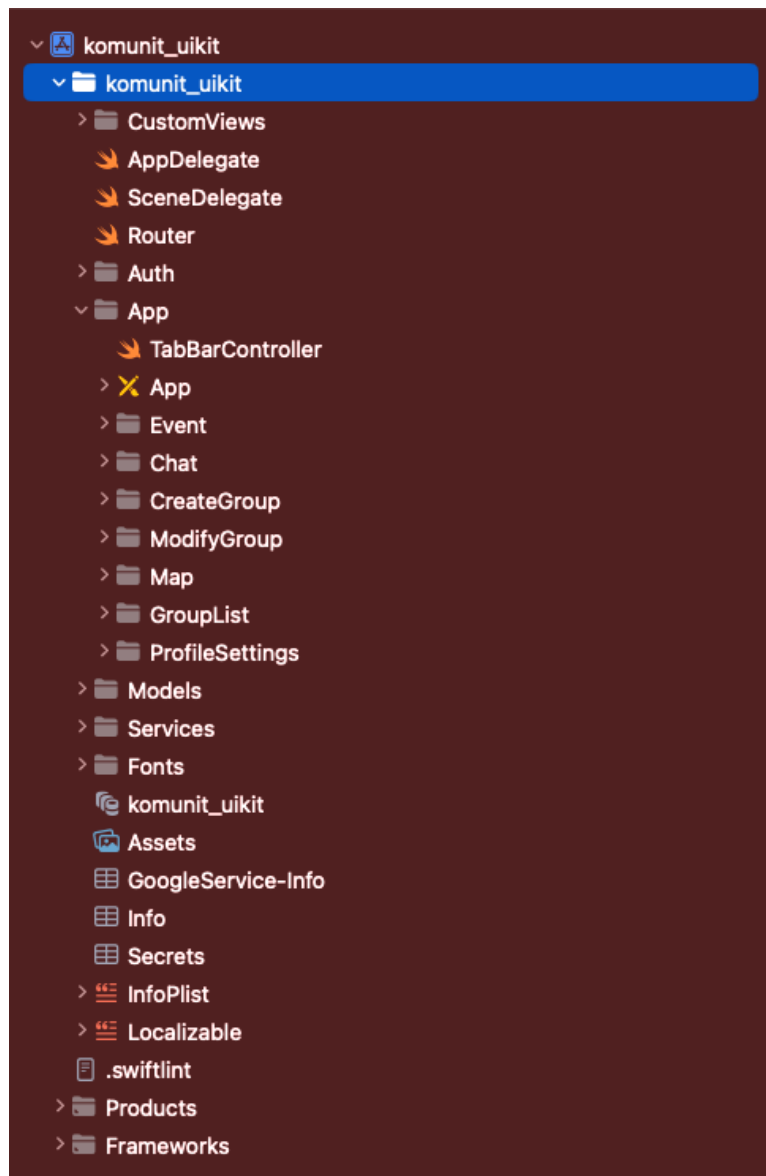 komunit_uikit
komunit_uikit
CustomViews
AppDelegate
SceneDelegate
Router
Auth
App
TabBarController
App
Event
Chat
CreateGroup
ModifyGroup
Map
GroupList
ProfileSettings
Models
Services
Fonts
komunit_uikit
Assets
GoogleService-Info
Info
Secrets
InfoPlist
Localizable
.swiftlint
Products
Frameworks